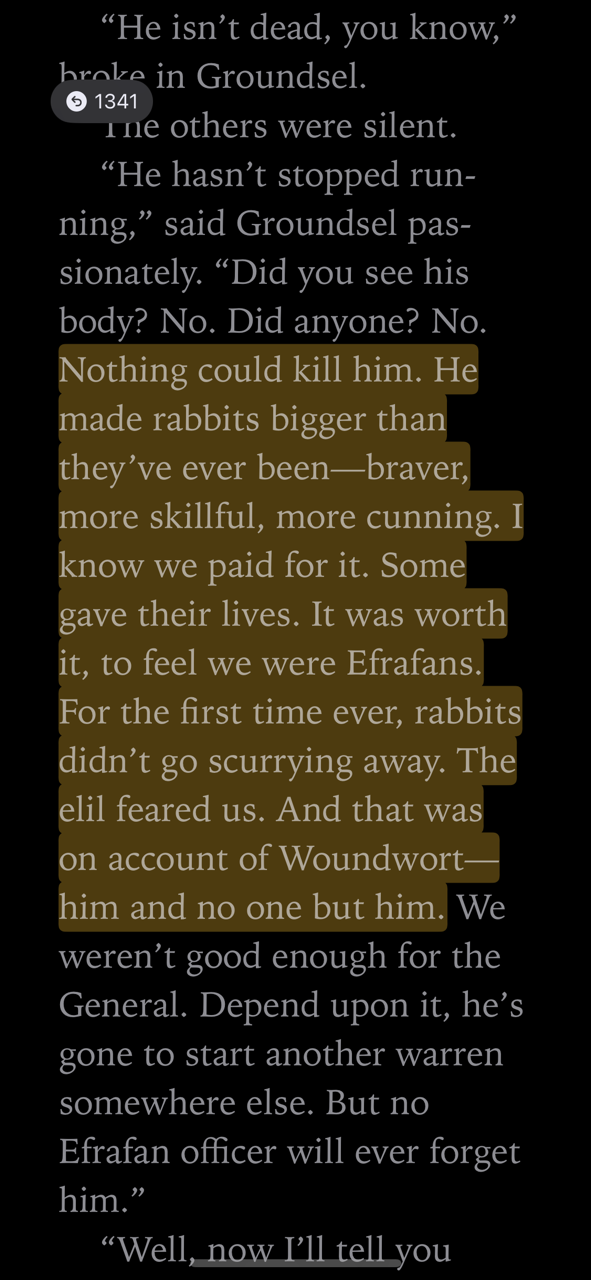 “He isn’t dead, you know,”
broke in Groundsel.
1341
The others were silent.
“He hasn’t stopped run-
ning,” said Groundsel pas-
sionately. “Did you see his
body? No. Did anyone? No.
Nothing could kill him. He
made rabbits bigger than
they’ve ever been—braver,
more skillful, more cunning. I
know we paid for it. Some
gave their lives. It was worth
it, to feel we were Efrafans.
For the first time ever, rabbits
didn’t go scurrying away. The
elil feared us. And that was
on account of Woundwort—
him and no one but him. We
weren’t good enough for the
General. Depend upon it, he’s
gone to start another warren
somewhere else. But no
Efrafan officer will ever forget
him.”
“Well, now I’ll tell you